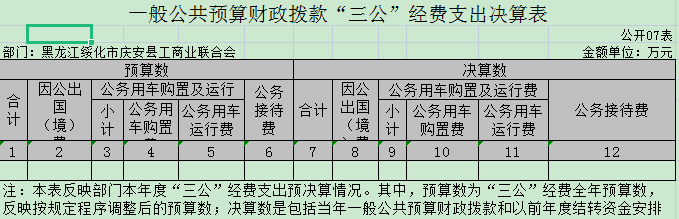 一般公共预算财政拨款“三公”经费支出决算表
公开07表
部门：黑龙江绥化市庆安县工商业联合会 金额单位：万元
预算数 决算数
合计 因公出国（境） 公务用车购置及运行 公务接待费 合计 因公出国（境） 公务用车购置及运行费 公务接待费
小计 公务用车购置 公务用车运行费 小计 公务用车购置费 公务用车运行费
1 2 3 4 5 6 7 8 9 10 11 12
注：本表反映部门本年度“三公”经费支出预决算情况。其中，预算数为“三公”经费全年预算数，
反映按规定程序调整后的预算数；决算数是包括当年一般公共预算财政拨款和以前年度结转资金安排